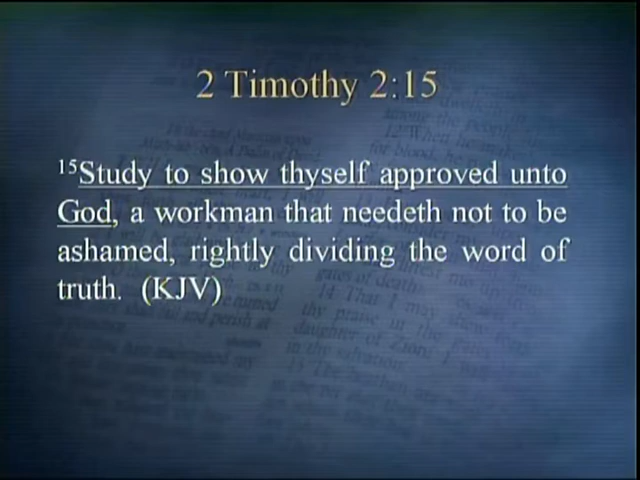 2 Timothy 2:15
15Study to show thyself approved unto
God, a workman that needeth not to be
ashamed, rightly dividing the word of
truth. (KJV)